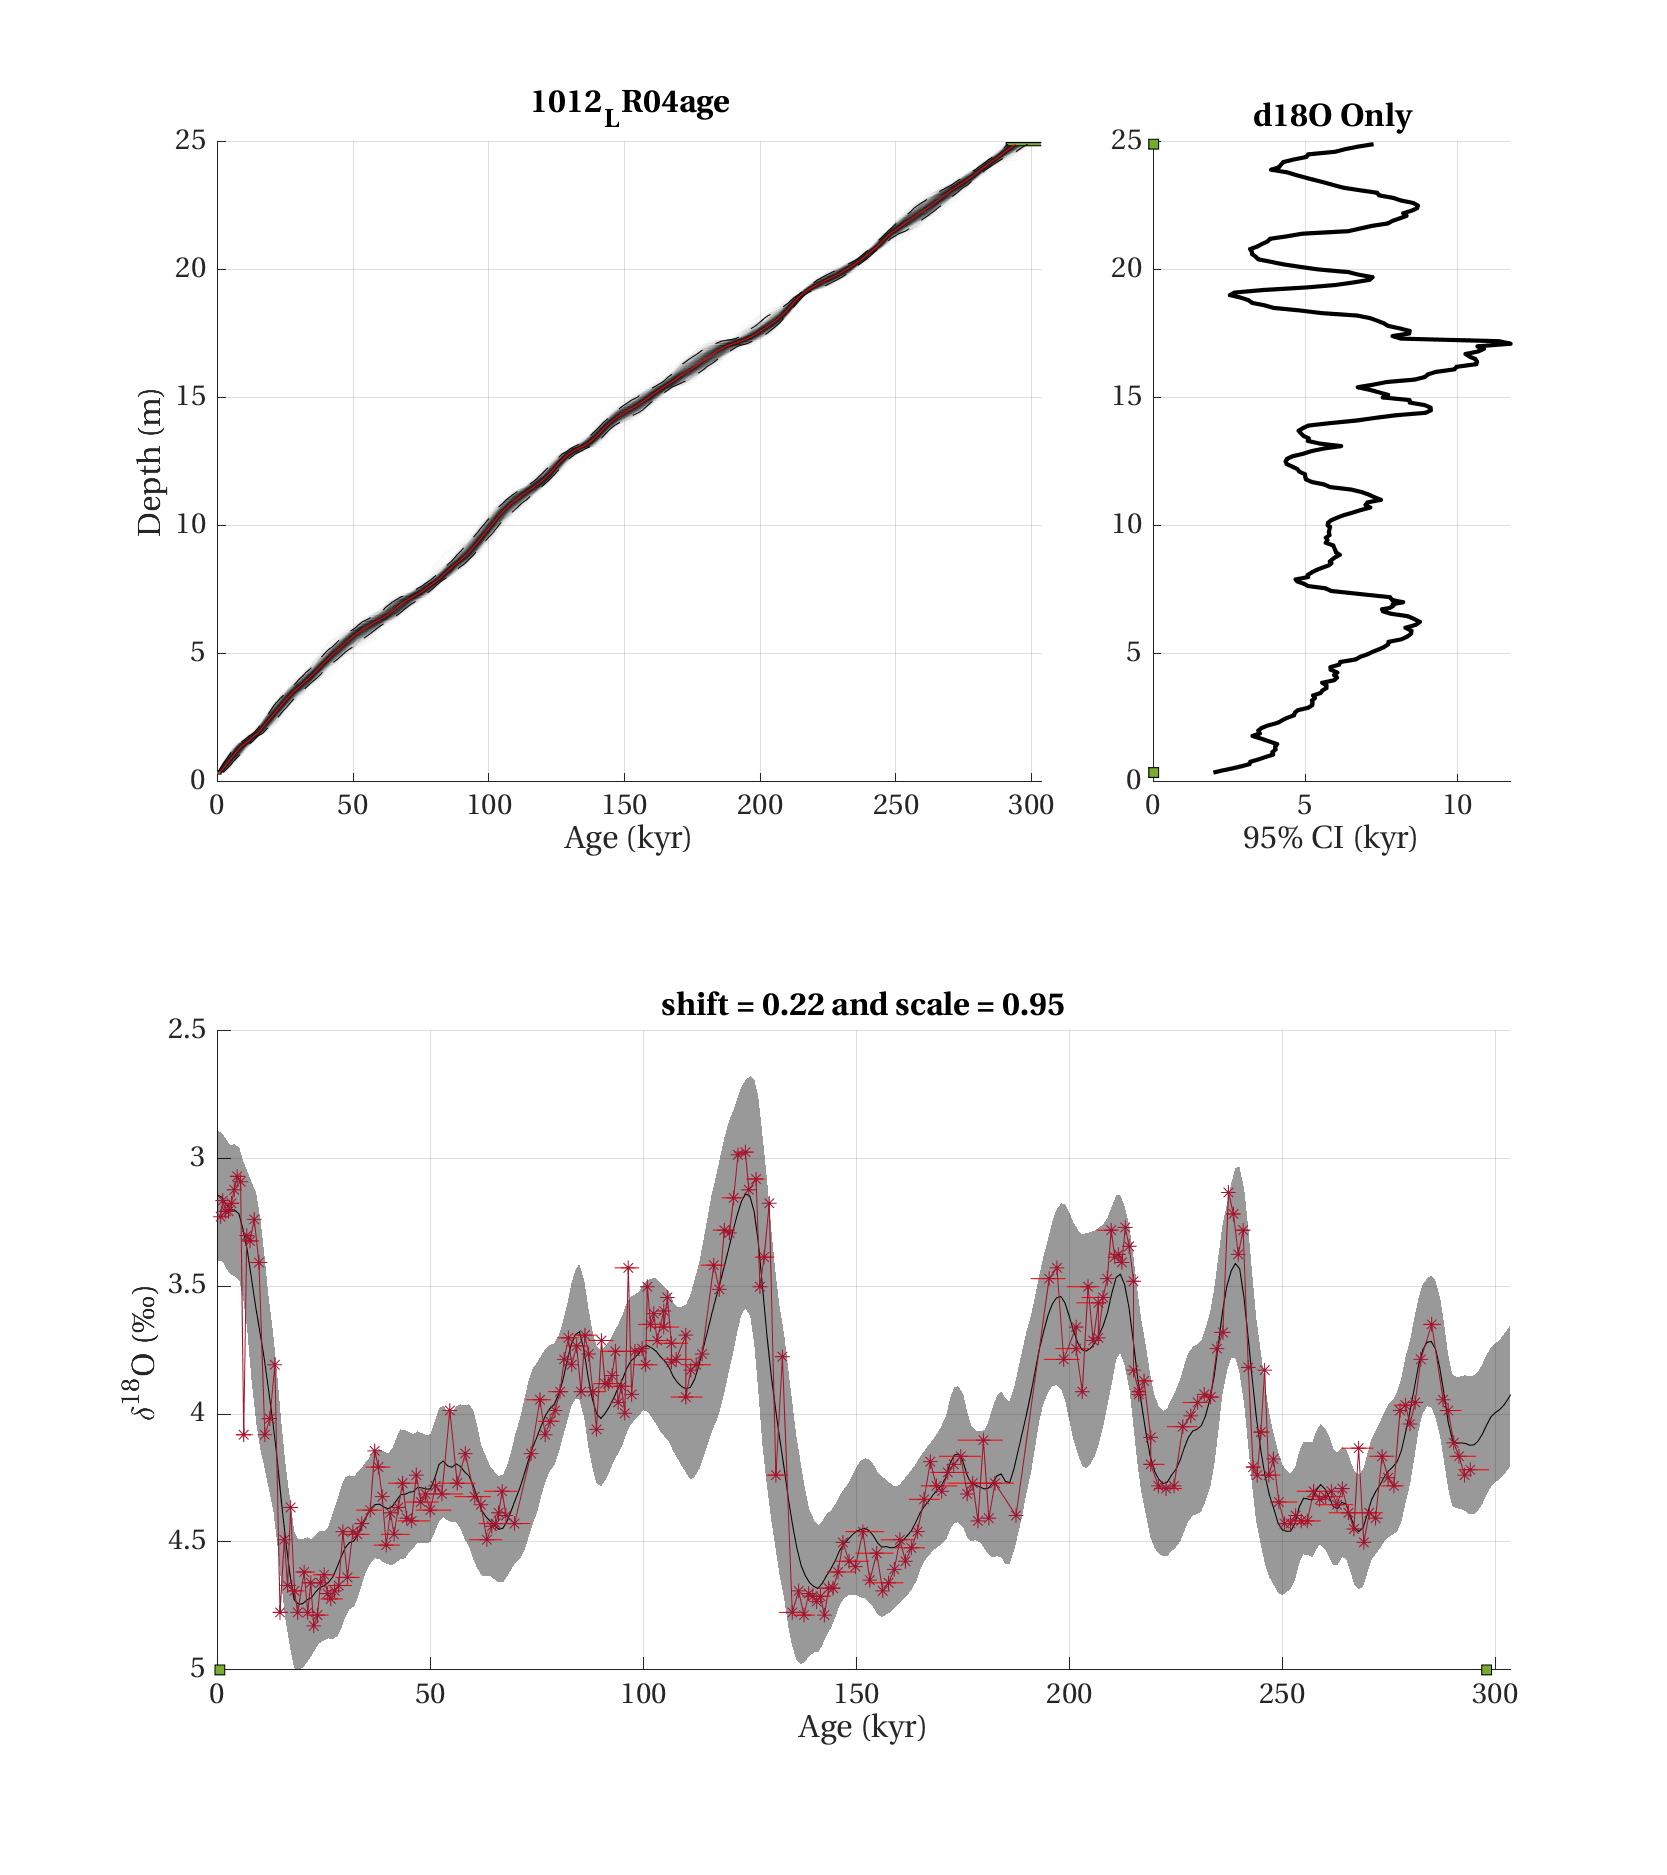 1012_LR04age
25
20
15
10
5
0
Depth (m)
0 50 100 150 200 250 300
Age (kyr)
d18O Only
25
20
15
10
5
0
0 5 10
95% CI (kyr)
shift = 0.22 and scale = 0.95
2.5
3
3.5
4
4.5
5
δ18O (‰)
0 50 100 150 200 250 300
Age (kyr)